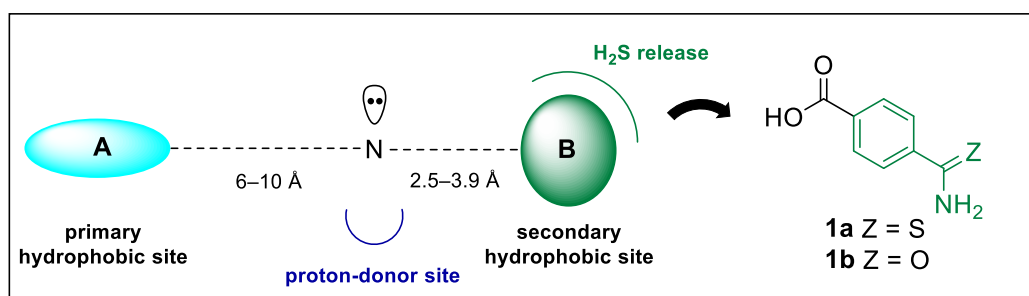 H₂S release
A
N
B
6–10 Å
2.5–3.9 Å
primary
hydrophobic site
proton-donor site
secondary
hydrophobic site
O
HO
Z
NH₂
1a Z = S
1b Z = O